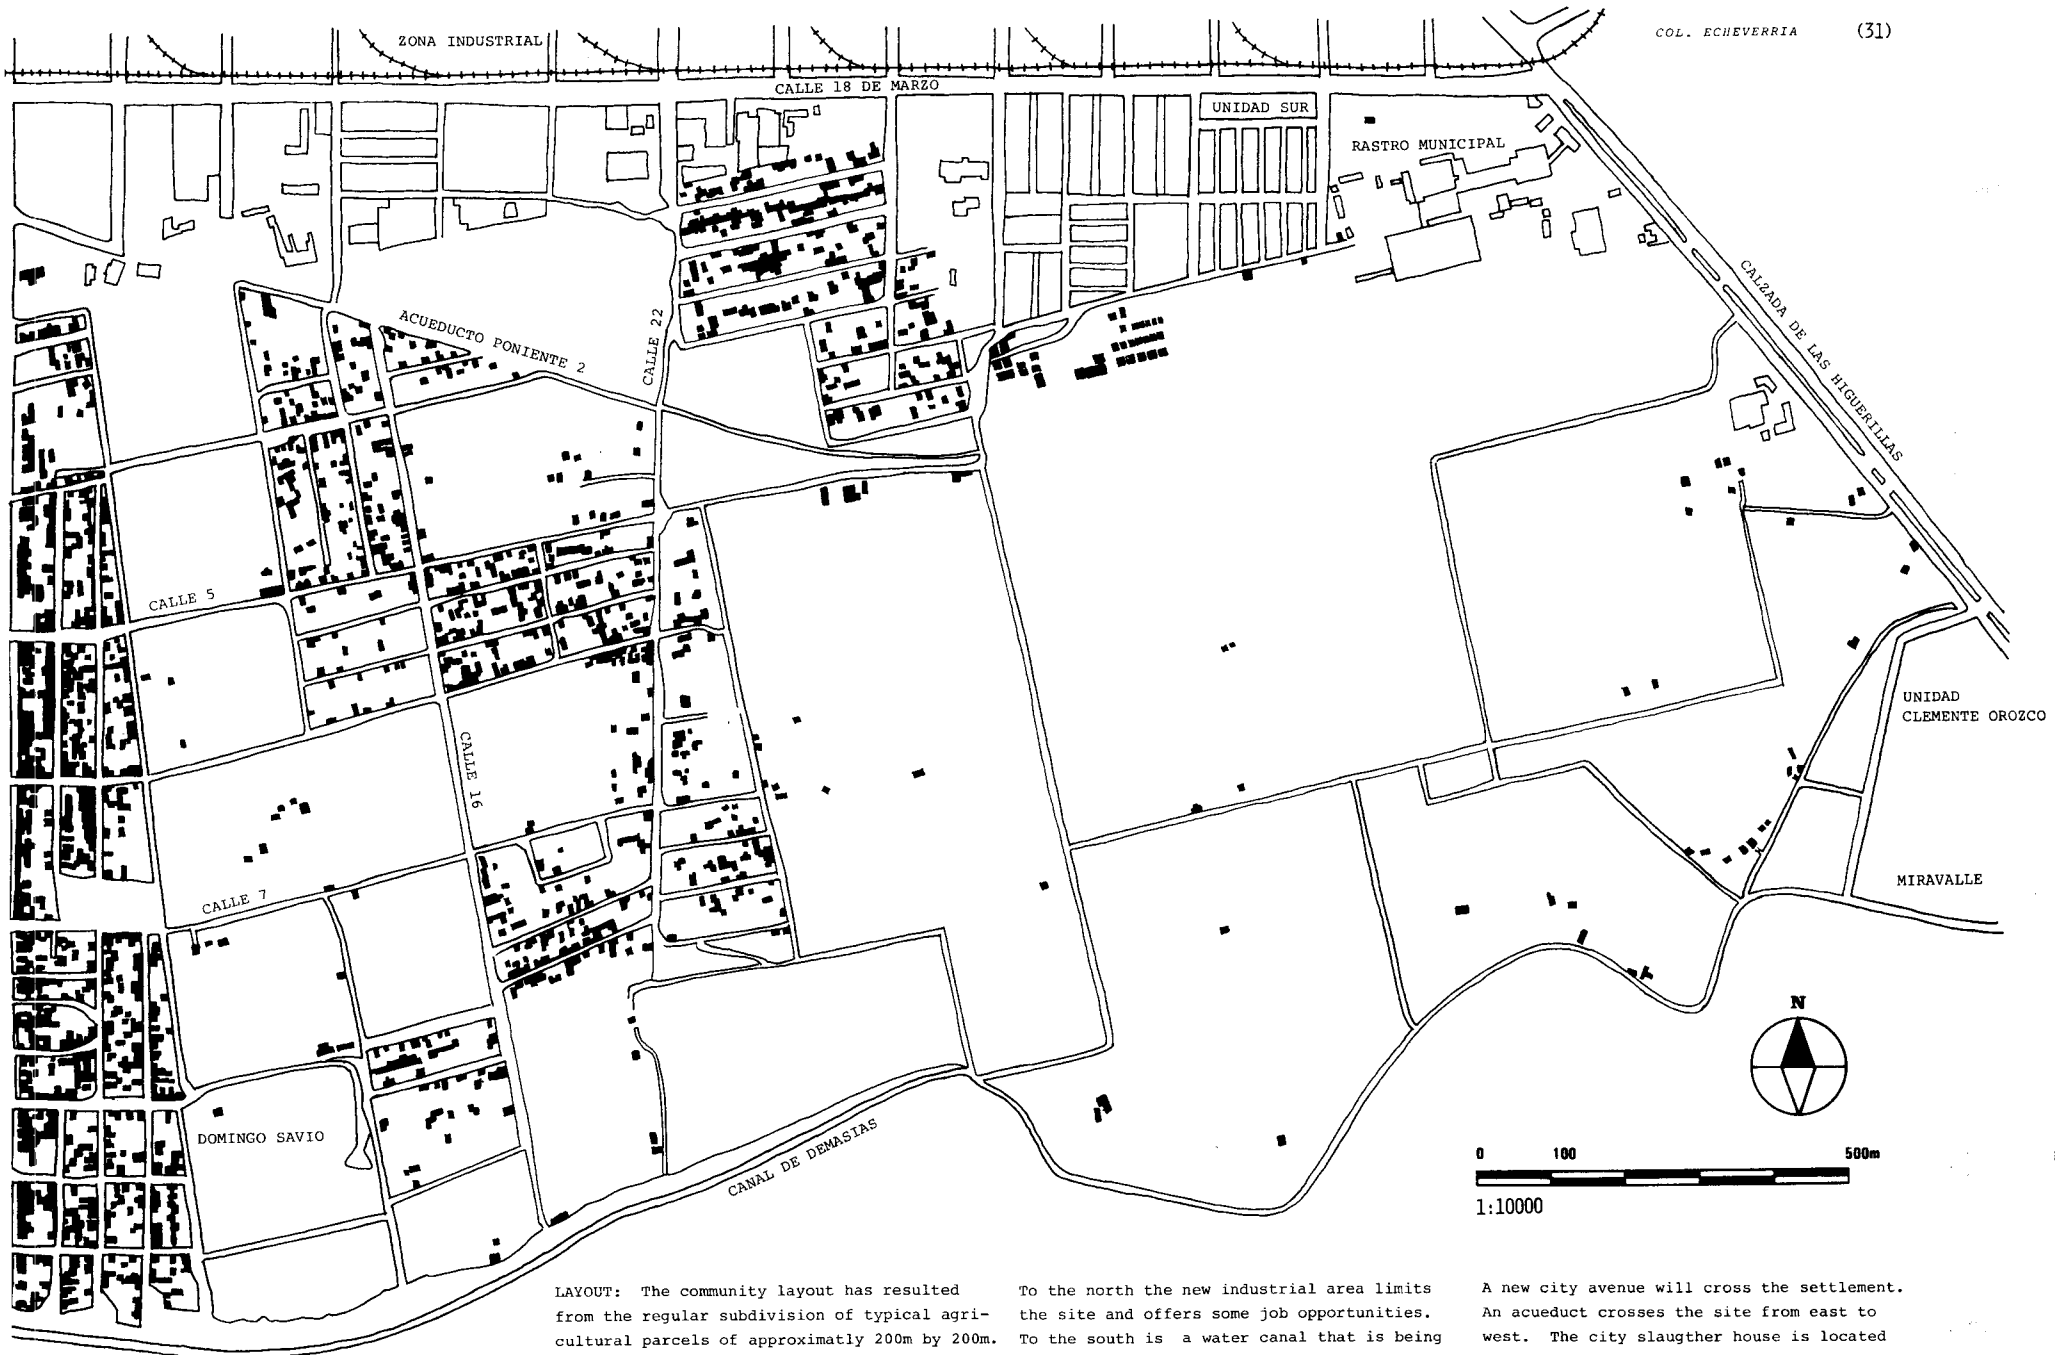 COL. ECHEVERRIA (31)
ZONA INDUSTRIAL
CALLE 18 DE MARZO
UNIDAD SUR
RASTRO MUNICIPAL
CALZADA DE LAS HIGUERILLAS
ACUEDUCTO PONIENTE 2
CALLE 22
CALLE 5
UNIDAD
CLEMENTE OROZCO
CALLE 16
MIRAVALLE
CALLE 7
N
DOMINGO SAVIO
CANAL DE DEMASIAS
0 100 500m
1:10000
LAYOUT: The community layout has resulted
from the regular subdivision of typical agri-
cultural parcels of approximatly 200m by 200m.
To the north the new industrial area limits
the site and offers some job opportunities.
To the south is a water canal that is being
A new city avenue will cross the settlement.
An acueduct crosses the site from east to
west. The city slaugther house is located